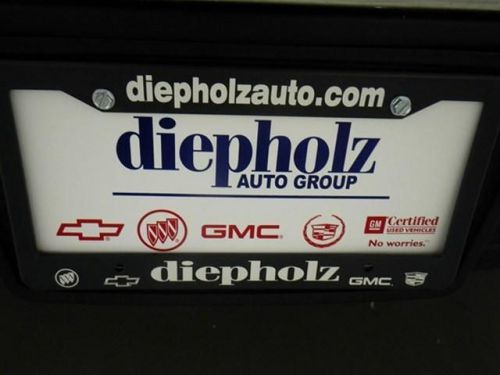 diepholzauto.com
diepholz
AUTO GROUP
GMC
GM Certified
USED VEHICLES
No worries.
diepholz GMC